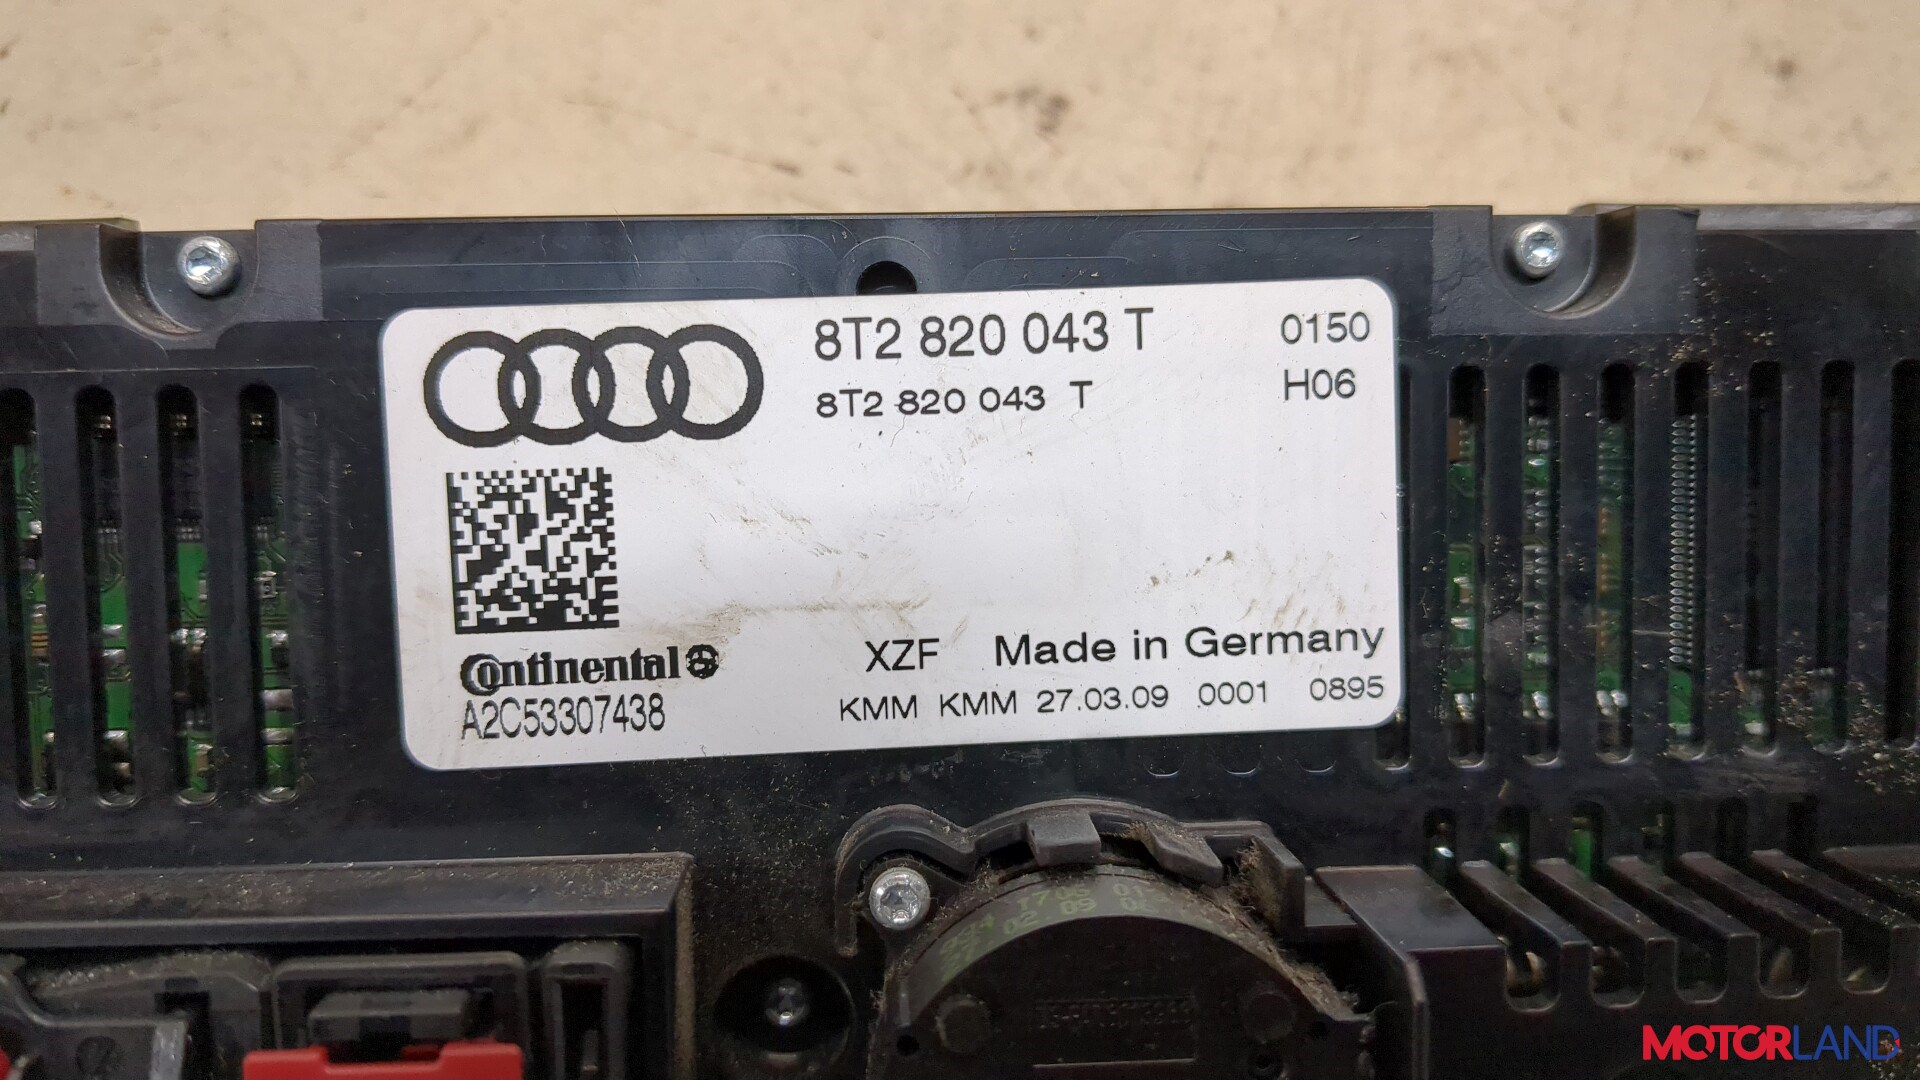 8T2 820 043 T 0150
8T2 820 043 T H06
Continental
A2C53307438
XZF Made in Germany
KMM KMM 27.03.09 0001 0895
MOTORLAND